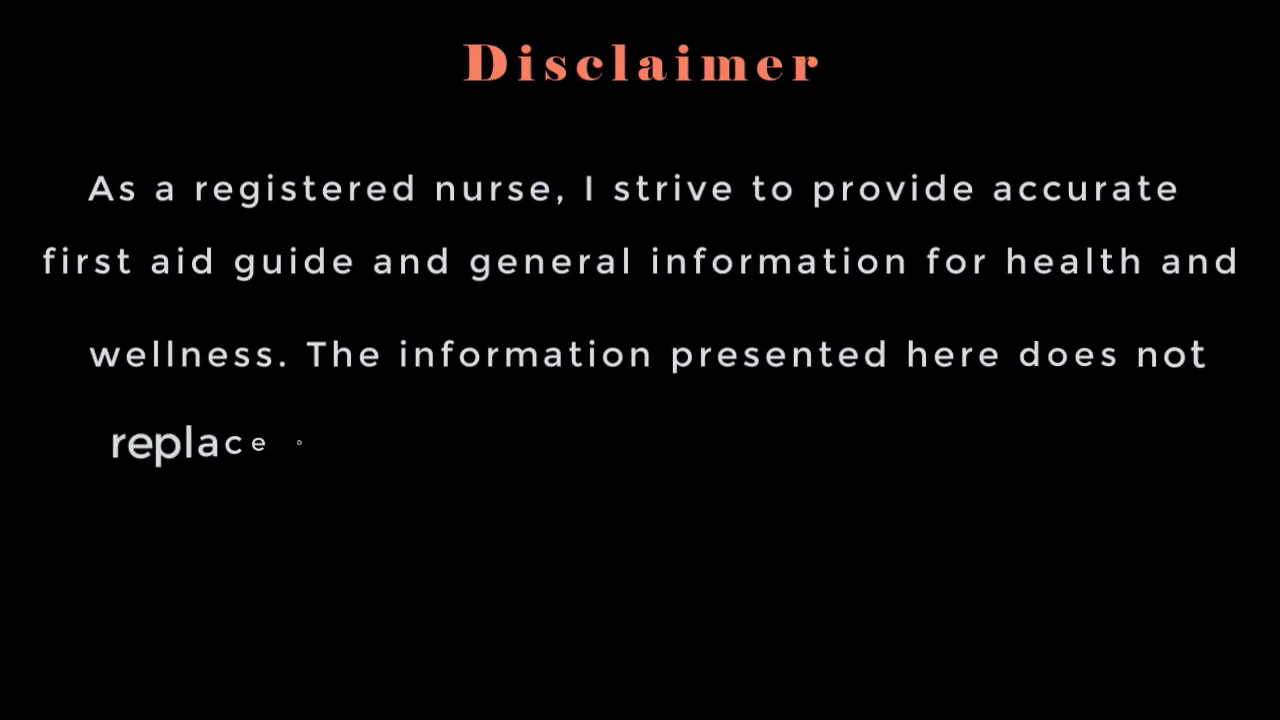 Disclaimer
As a registered nurse, I strive to provide accurate
first aid guide and general information for health and
wellness. The information presented here does not
replace